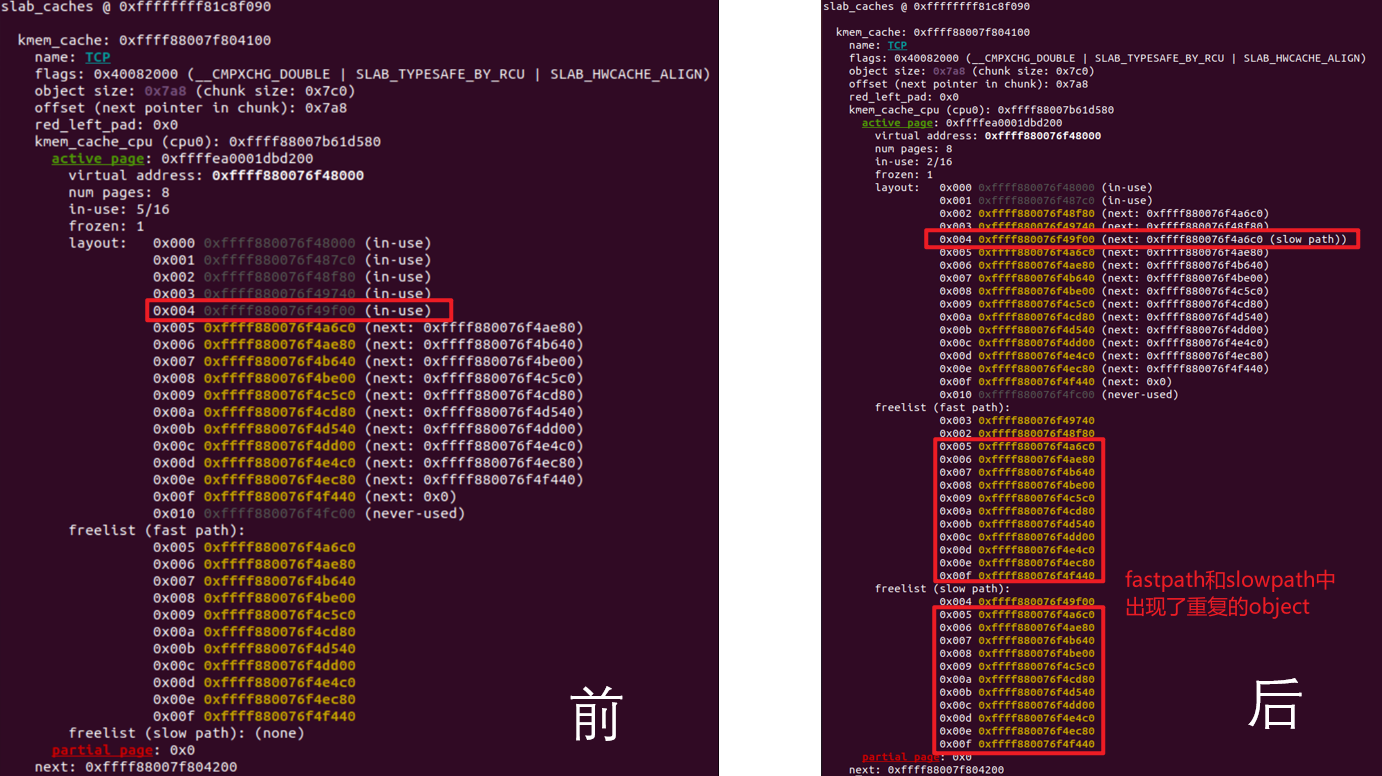 slab_caches @ 0xffffffff81c8f090
kmem_cache: 0xffff88007f804100
name: TCP
flags: 0x40082000 (__CMPXCHG_DOUBLE | SLAB_TYPESAFE_BY_RCU | SLAB_HWCACHE_ALIGN)
object size: 0x7a8 (chunk size: 0x7c0)
offset (next pointer in chunk): 0x7a8
red_left_pad: 0x0
kmem_cache_cpu (cpu0): 0xffff88007b61d580
active page: 0xffffea0001dbd200
virtual address: 0xffff880076f48000
num pages: 8
in-use: 5/16
frozen: 1
layout: 0x000 0xffff880076f48000 (in-use)
0x001 0xffff880076f487c0 (in-use)
0x002 0xffff880076f48f80 (in-use)
0x003 0xffff880076f49740 (in-use)
0x004 0xffff880076f49f00 (in-use)
0x005 0xffff880076f4a6c0 (next: 0xffff880076f4ae80)
0x006 0xffff880076f4ae80 (next: 0xffff880076f4b640)
0x007 0xffff880076f4b640 (next: 0xffff880076f4be00)
0x008 0xffff880076f4be00 (next: 0xffff880076f4c5c0)
0x009 0xffff880076f4c5c0 (next: 0xffff880076f4cd80)
0x00a 0xffff880076f4cd80 (next: 0xffff880076f4d540)
0x00b 0xffff880076f4d540 (next: 0xffff880076f4dd00)
0x00c 0xffff880076f4dd00 (next: 0xffff880076f4e4c0)
0x00d 0xffff880076f4e4c0 (next: 0xffff880076f4ec80)
0x00e 0xffff880076f4ec80 (next: 0xffff880076f4f440)
0x00f 0xffff880076f4f440 (next: 0x0)
0x010 0xffff880076f4fc00 (never-used)
freelist (fast path):
0x005 0xffff880076f4a6c0
0x006 0xffff880076f4ae80
0x007 0xffff880076f4b640
0x008 0xffff880076f4be00
0x009 0xffff880076f4c5c0
0x00a 0xffff880076f4cd80
0x00b 0xffff880076f4d540
0x00c 0xffff880076f4dd00
0x00d 0xffff880076f4e4c0
0x00e 0xffff880076f4ec80
0x00f 0xffff880076f4f440
freelist (slow path): (none)
partial page: 0x0
next: 0xffff88007f804200
前
slab_caches @ 0xffffffff81c8f090
kmem_cache: 0xffff88007f804100
name: TCP
flags: 0x40082000 (__CMPXCHG_DOUBLE | SLAB_TYPESAFE_BY_RCU | SLAB_HWCACHE_ALIGN)
object size: 0x7a8 (chunk size: 0x7c0)
offset (next pointer in chunk): 0x7a8
red_left_pad: 0x0
kmem_cache_cpu (cpu0): 0xffff88007b61d580
active page: 0xffffea0001dbd200
virtual address: 0xffff880076f48000
num pages: 8
in-use: 2/16
frozen: 1
layout: 0x000 0xffff880076f48000 (in-use)
0x001 0xffff880076f487c0 (in-use)
0x002 0xffff880076f48f80 (next: 0xffff880076f4a6c0)
0x003 0xffff880076f49740 (next: 0xffff880076f48f80)
0x004 0xffff880076f49f00 (next: 0xffff880076f4a6c0 (slow path))
0x005 0xffff880076f4a6c0 (next: 0xffff880076f4ae80)
0x006 0xffff880076f4ae80 (next: 0xffff880076f4b640)
0x007 0xffff880076f4b640 (next: 0xffff880076f4be00)
0x008 0xffff880076f4be00 (next: 0xffff880076f4c5c0)
0x009 0xffff880076f4c5c0 (next: 0xffff880076f4cd80)
0x00a 0xffff880076f4cd80 (next: 0xffff880076f4d540)
0x00b 0xffff880076f4d540 (next: 0xffff880076f4dd00)
0x00c 0xffff880076f4dd00 (next: 0xffff880076f4e4c0)
0x00d 0xffff880076f4e4c0 (next: 0xffff880076f4ec80)
0x00e 0xffff880076f4ec80 (next: 0xffff880076f4f440)
0x00f 0xffff880076f4f440 (next: 0x0)
0x010 0xffff880076f4fc00 (never-used)
freelist (fast path):
0x003 0xffff880076f49740
0x002 0xffff880076f48f80
0x005 0xffff880076f4a6c0
0x006 0xffff880076f4ae80
0x007 0xffff880076f4b640
0x008 0xffff880076f4be00
0x009 0xffff880076f4c5c0
0x00a 0xffff880076f4cd80
0x00b 0xffff880076f4d540
0x00c 0xffff880076f4dd00
0x00d 0xffff880076f4e4c0
0x00e 0xffff880076f4ec80
0x00f 0xffff880076f4f440
freelist (slow path):
0x004 0xffff880076f49f00
0x005 0xffff880076f4a6c0
0x006 0xffff880076f4ae80
0x007 0xffff880076f4b640
0x008 0xffff880076f4be00
0x009 0xffff880076f4c5c0
0x00a 0xffff880076f4cd80
0x00b 0xffff880076f4d540
0x00c 0xffff880076f4dd00
0x00d 0xffff880076f4e4c0
0x00e 0xffff880076f4ec80
0x00f 0xffff880076f4f440
partial page: 0x0
next: 0xffff88007f804200
fastpath和slowpath中
出现了重复的object
后